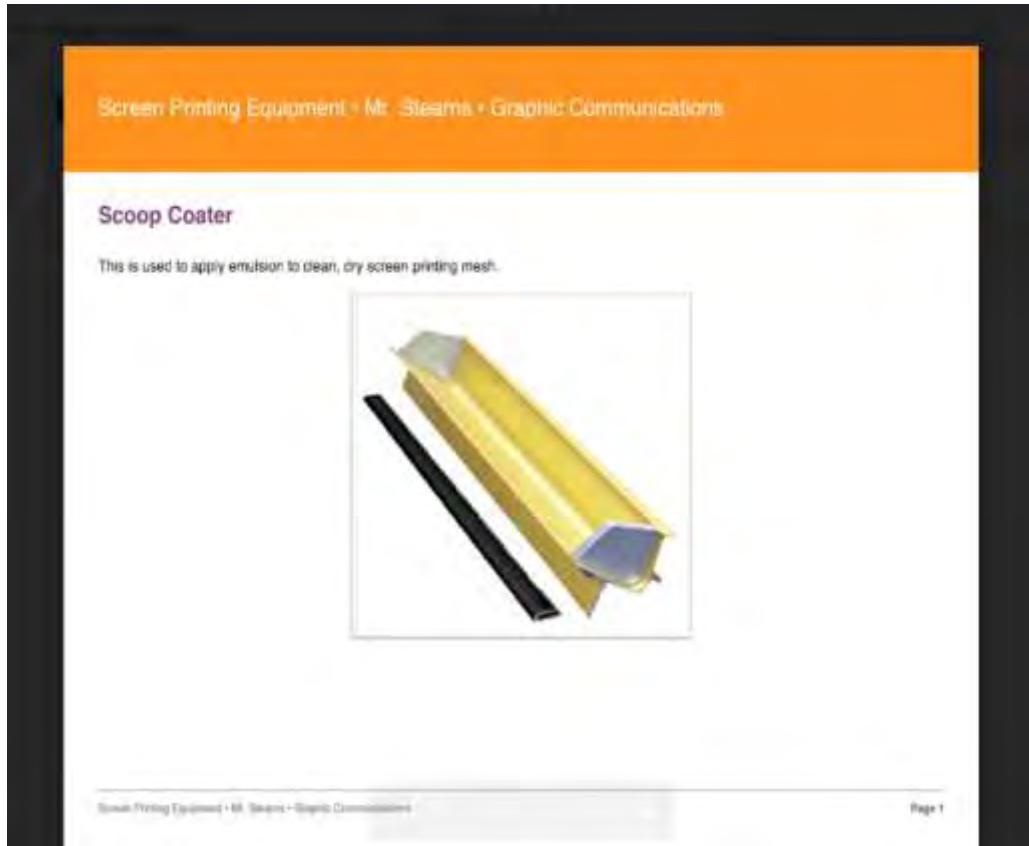 Screen Printing Equipment • Mr. Stearns • Graphic Communications
Scoop Coater
This is used to apply emulsion to clean, dry screen printing mesh.
Screen Printing Equipment • Mr. Stearns • Graphic Communications
Page 1